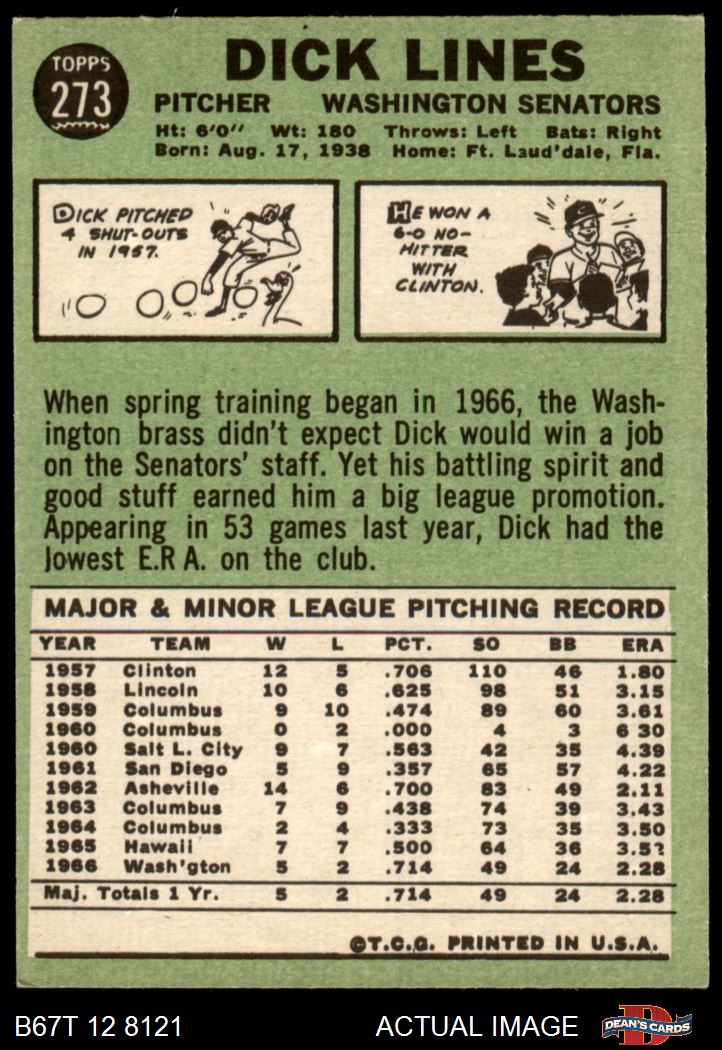 TOPPS
273
DICK LINES
PITCHER WASHINGTON SENATORS
Ht: 6'0" Wt: 180 Throws: Left Bats: Right
Born: Aug. 17, 1938 Home: Ft. Laud'dale, Fla.
DICK PITCHED
4 SHUT-OUTS
IN 1957.
HE WON A
6-0 NO-
HITTER
WITH
CLINTON.
When spring training began in 1966, the Wash-
ington brass didn't expect Dick would win a job
on the Senators' staff. Yet his battling spirit and
good stuff earned him a big league promotion.
Appearing in 53 games last year, Dick had the
lowest E.R A. on the club.
MAJOR & MINOR LEAGUE PITCHING RECORD
YEAR TEAM W L PCT. SO BB ERA
1957 Clinton 12 5 .706 110 46 1.80
1958 Lincoln 10 6 .625 98 51 3.15
1959 Columbus 9 10 .474 89 60 3.61
1960 Columbus 0 2 .000 4 3 6 30
1960 Salt L. City 9 7 .563 42 35 4.39
1961 San Diego 5 9 .357 65 57 4.22
1962 Asheville 14 6 .700 83 49 2.11
1963 Columbus 7 9 .438 74 39 3.43
1964 Columbus 2 4 .333 73 35 3.50
1965 Hawaii 7 7 .500 64 36
1966 Wash'gton 5 2 .714 49 24 2.28
Maj. Totals 1 Yr. 5 2 .714 49 24 2.28
©T.C.G. PRINTED IN U.S.A.
B67T 12 8121 ACTUAL IMAGE DEAN'S CARDS